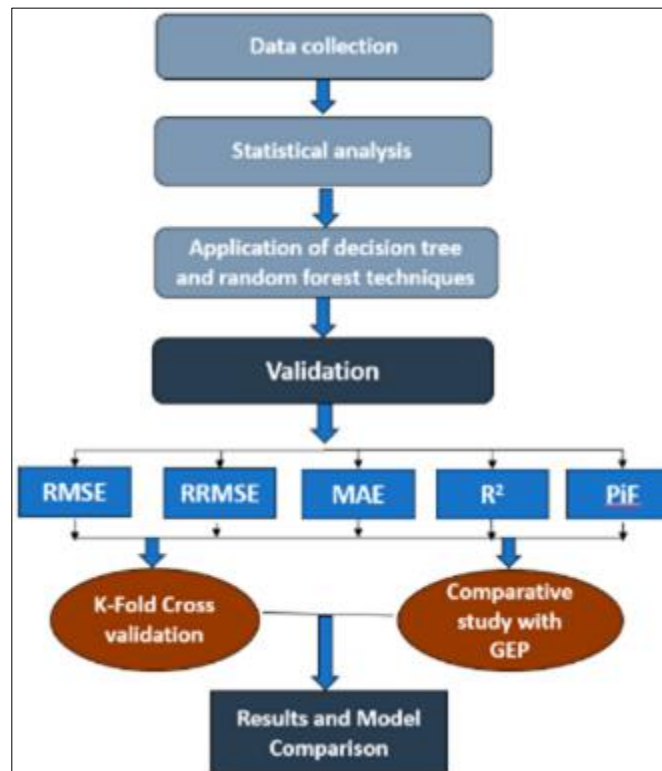 Data collection
Statistical analysis
Application of decision tree
and random forest techniques
Validation
RMSE
RRMSE
MAE
R²
PiF
K-Fold Cross
validation
Comparative
study with
GEP
Results and Model
Comparison